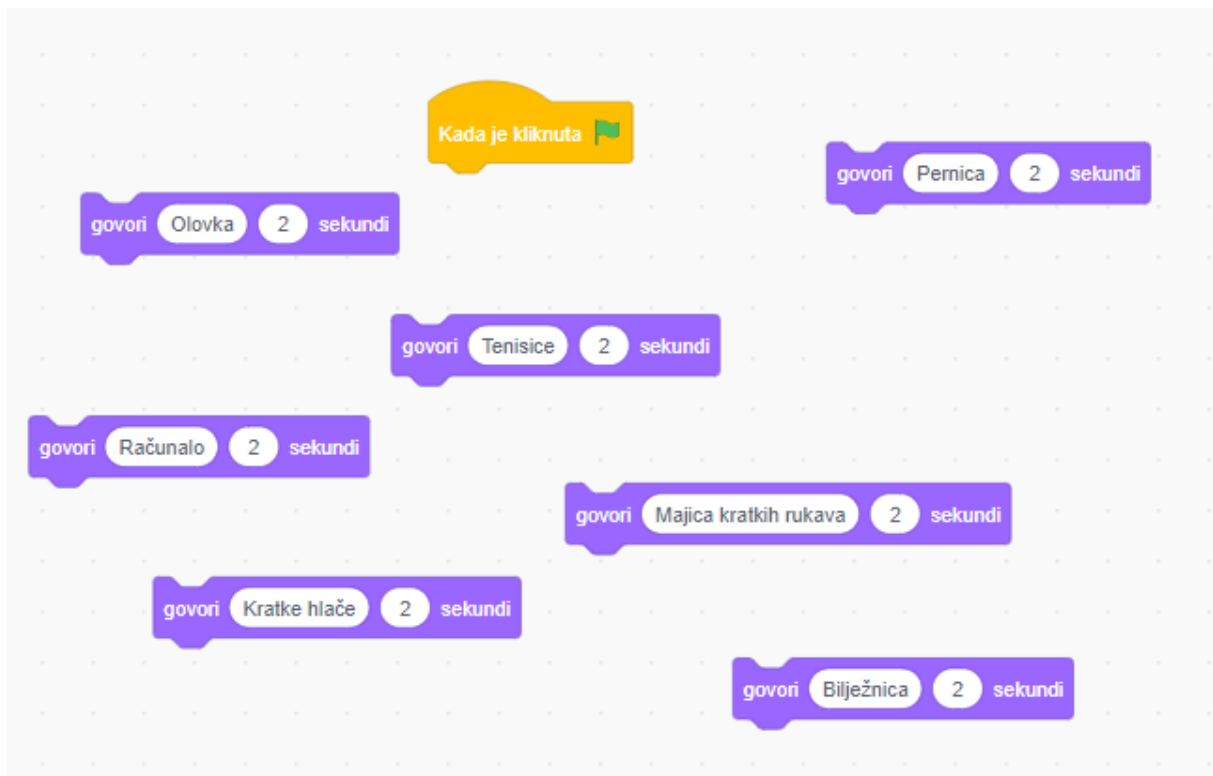 Kada je kliknuta
govori Pernica 2 sekundi
govori Olovka 2 sekundi
govori Tenisice 2 sekundi
govori Računalo 2 sekundi
govori Majica kratkih rukava 2 sekundi
govori Kratke hlače 2 sekundi
govori Bilježnica 2 sekundi